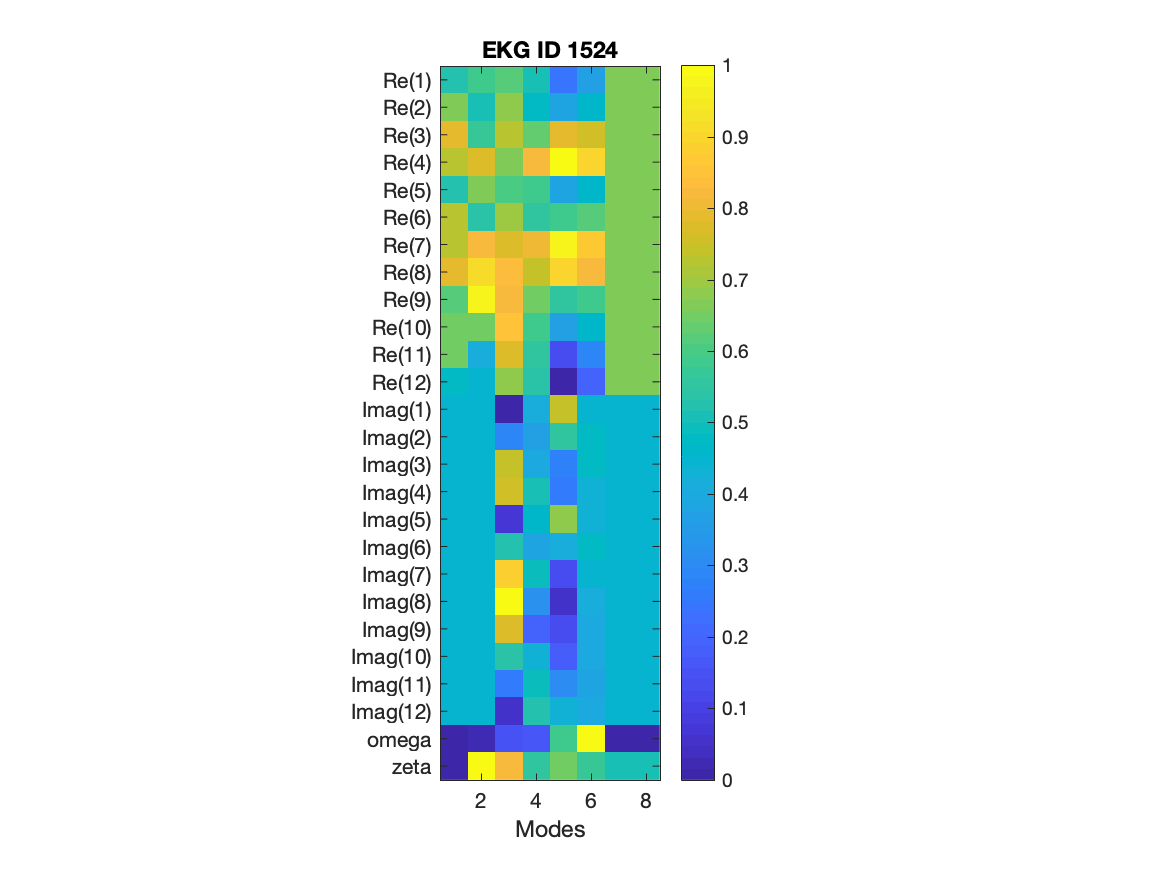 EKG ID 1524
Re(1)
Re(2)
Re(3)
Re(4)
Re(5)
Re(6)
Re(7)
Re(8)
Re(9)
Re(10)
Re(11)
Re(12)
Imag(1)
Imag(2)
Imag(3)
Imag(4)
Imag(5)
Imag(6)
Imag(7)
Imag(8)
Imag(9)
Imag(10)
Imag(11)
Imag(12)
omega
zeta
2 4 6 8
Modes
1
0.9
0.8
0.7
0.6
0.5
0.4
0.3
0.2
0.1
0